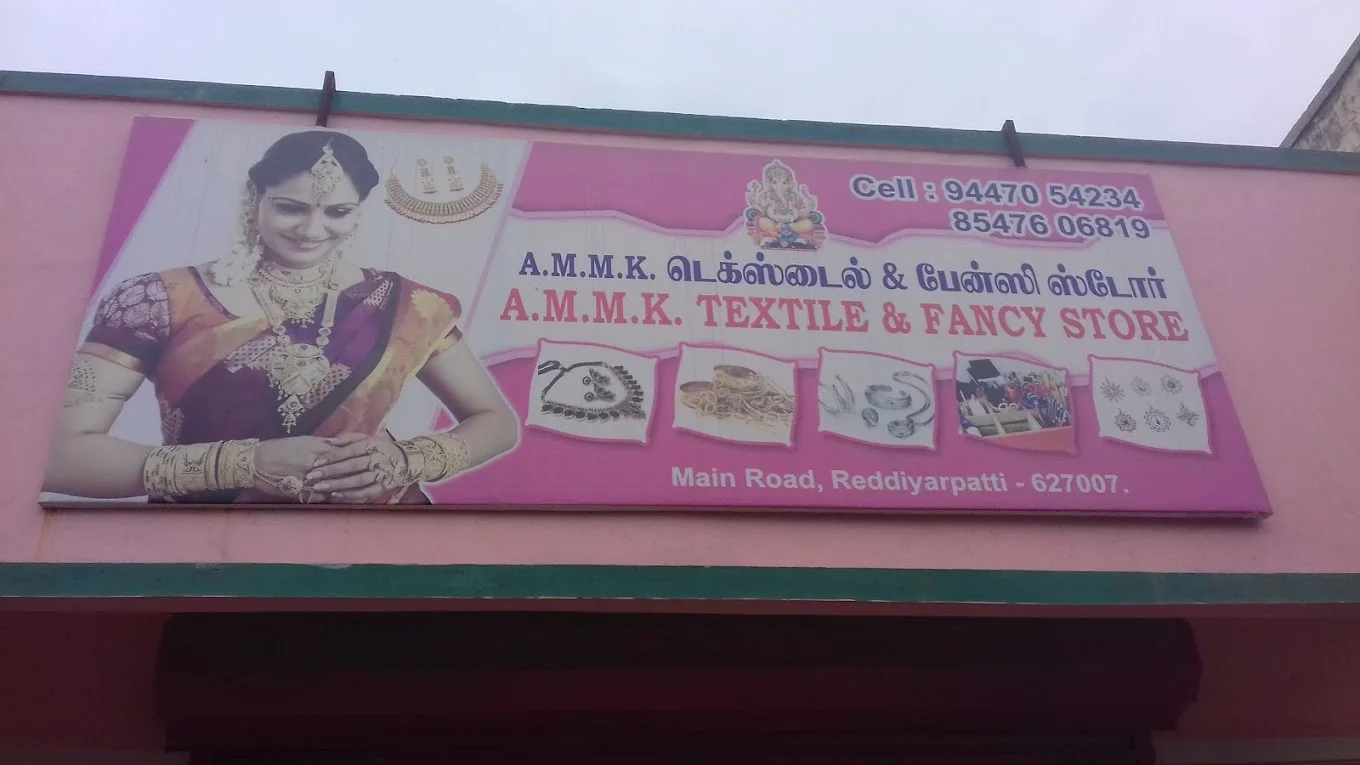 Cell : 94470 54234
85476 06819
A.M.M.K. டெக்ஸ்டைல் & பேன்ஸி ஸ்டோர்
A.M.M.K. TEXTILE & FANCY STORE
Main Road, Reddiyarpatti - 627007.